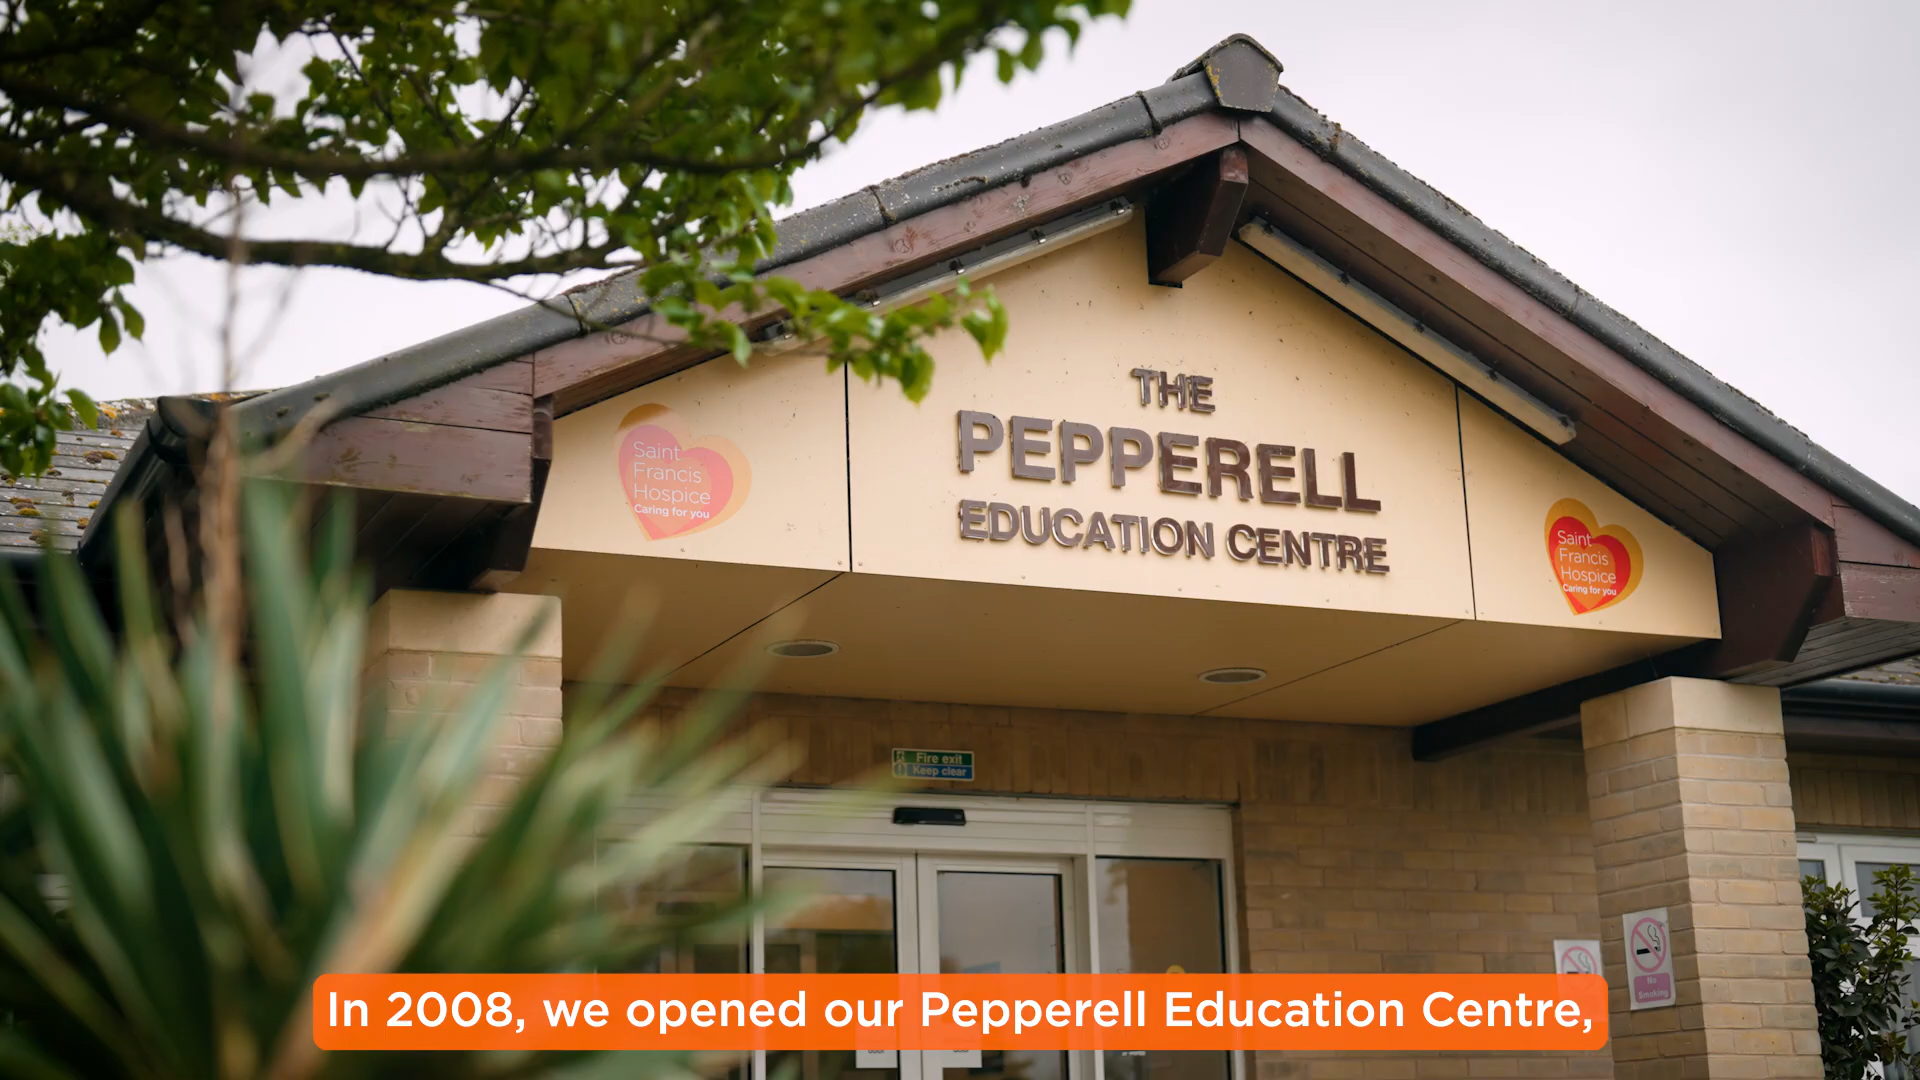 THE
PEPPERELL
EDUCATION CENTRE
Saint
Francis
Hospice
Caring for you
Saint
Francis
Hospice
Caring for you
Fire exit
Keep clear
No
Smoking
In 2008, we opened our Pepperell Education Centre,